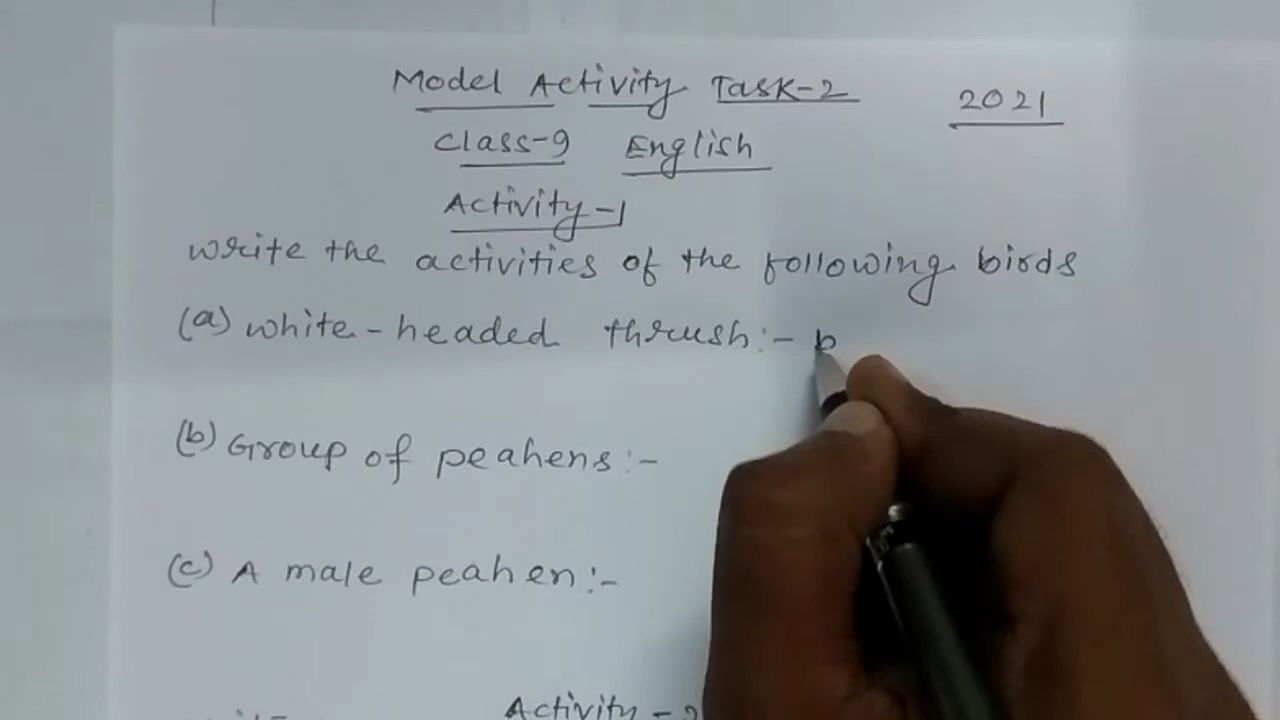 Model Activity Task-2 2021
Class-9 English
Activity-1
write the activities of the following birds
(a) white-headed thrush:- b
(b) Group of peahens:-
(c) A male peahen:-
Activity-2